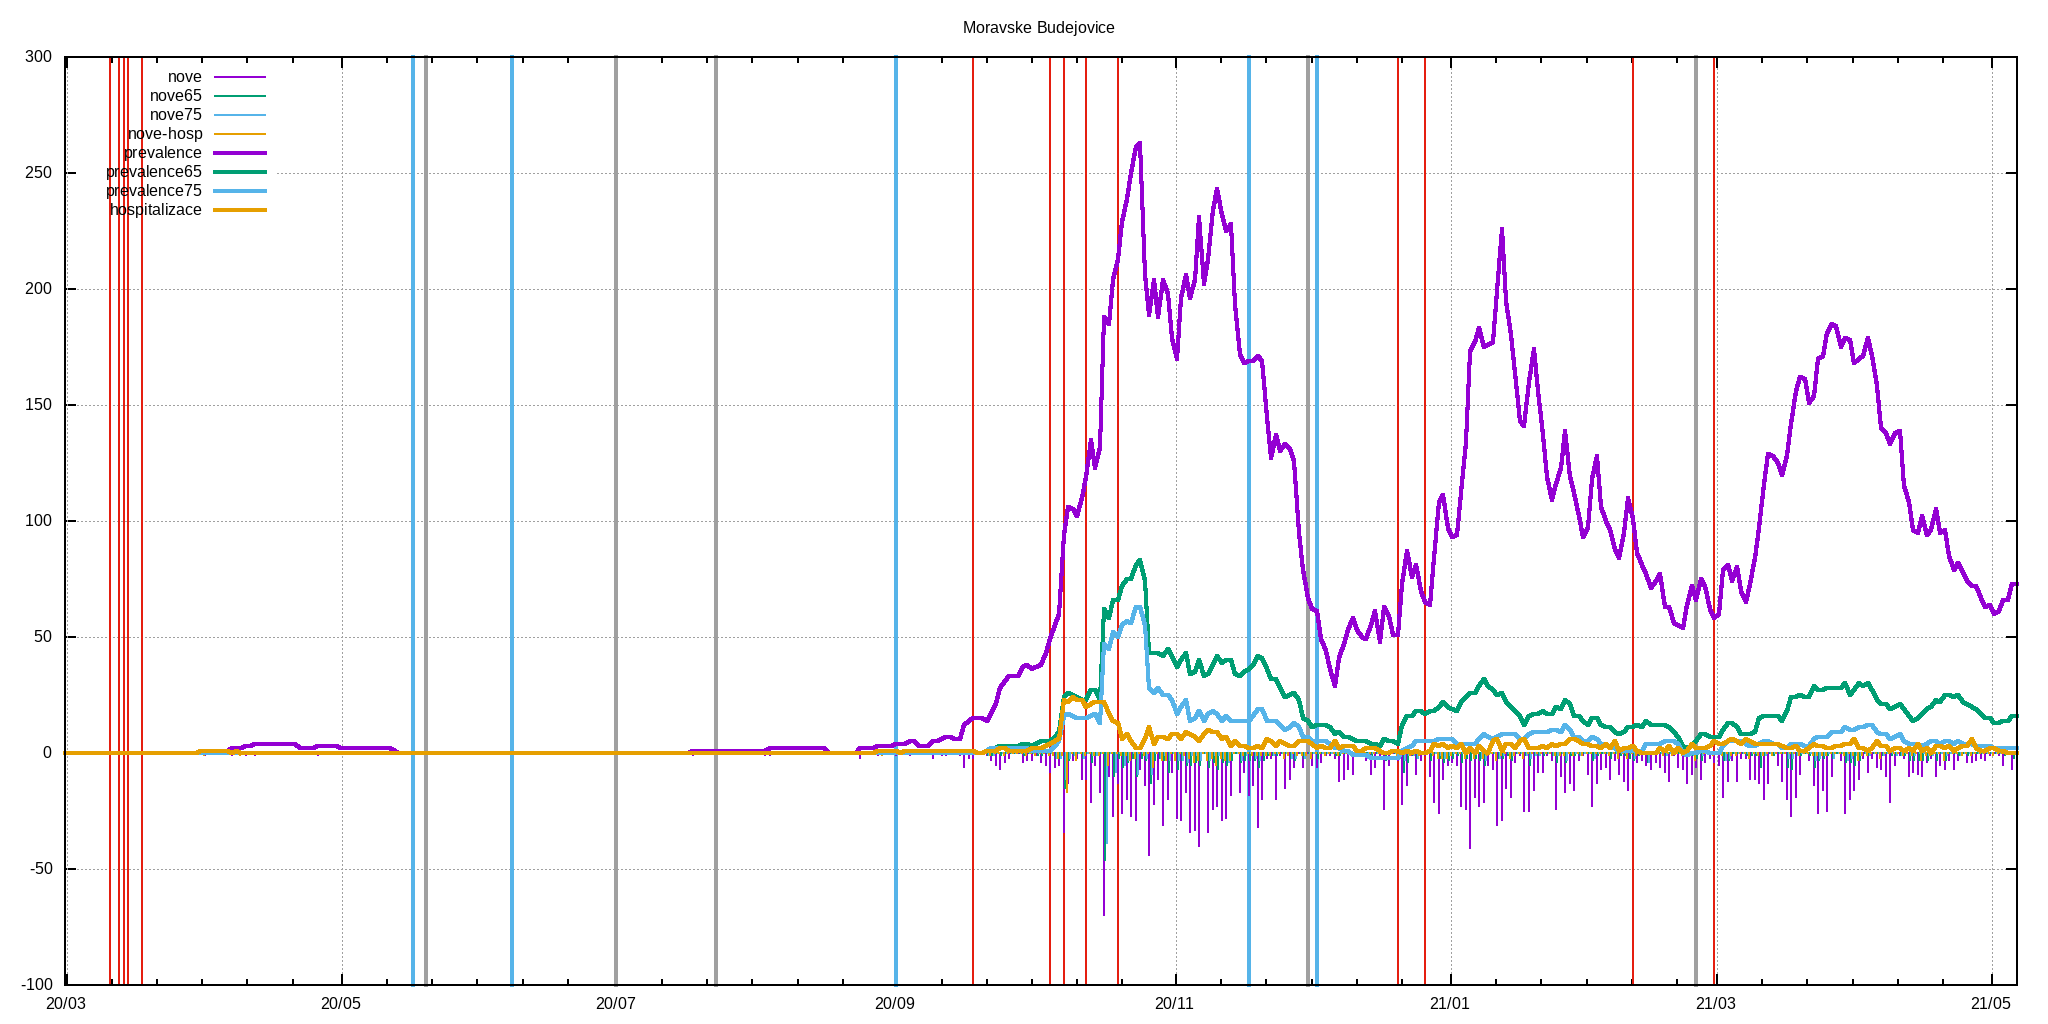 Moravske Budejovice
300
250
200
150
100
50
0
-50
-100
nove
nove65
nove75
nove-hosp
prevalence
prevalence65
prevalence75
hospitalizace
20/03 20/05 20/07 20/09 20/11 21/01 21/03 21/05